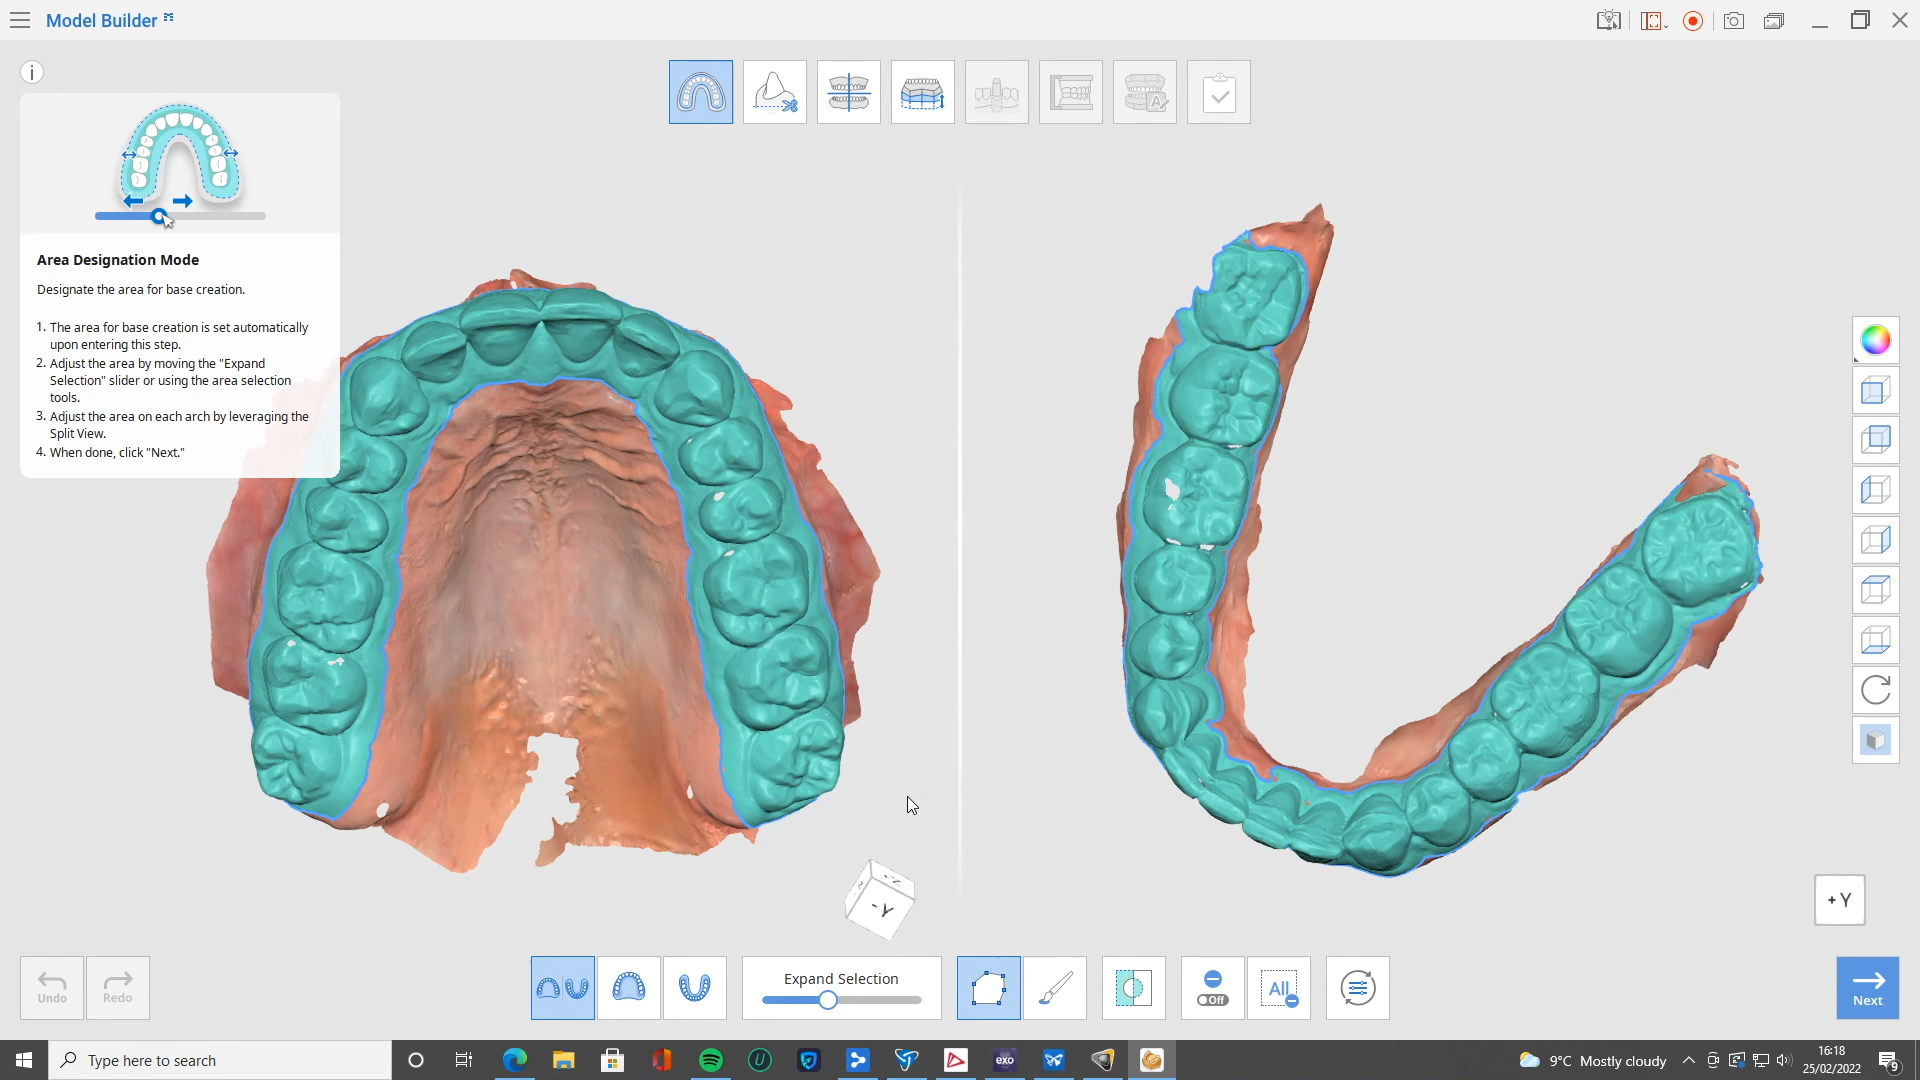 Model Builder
i
Area Designation Mode
Designate the area for base creation.
1. The area for base creation is set automatically
upon entering this step.
2. Adjust the area by moving the "Expand
Selection" slider or using the area selection
tools.
3. Adjust the area on each arch by leveraging the
Split View.
4. When done, click "Next."
A
-Y
+Y
Undo
Redo
Expand Selection
Off
All
Next
Type here to search
U
exo
9°C Mostly cloudy
16:18
25/02/2022
9